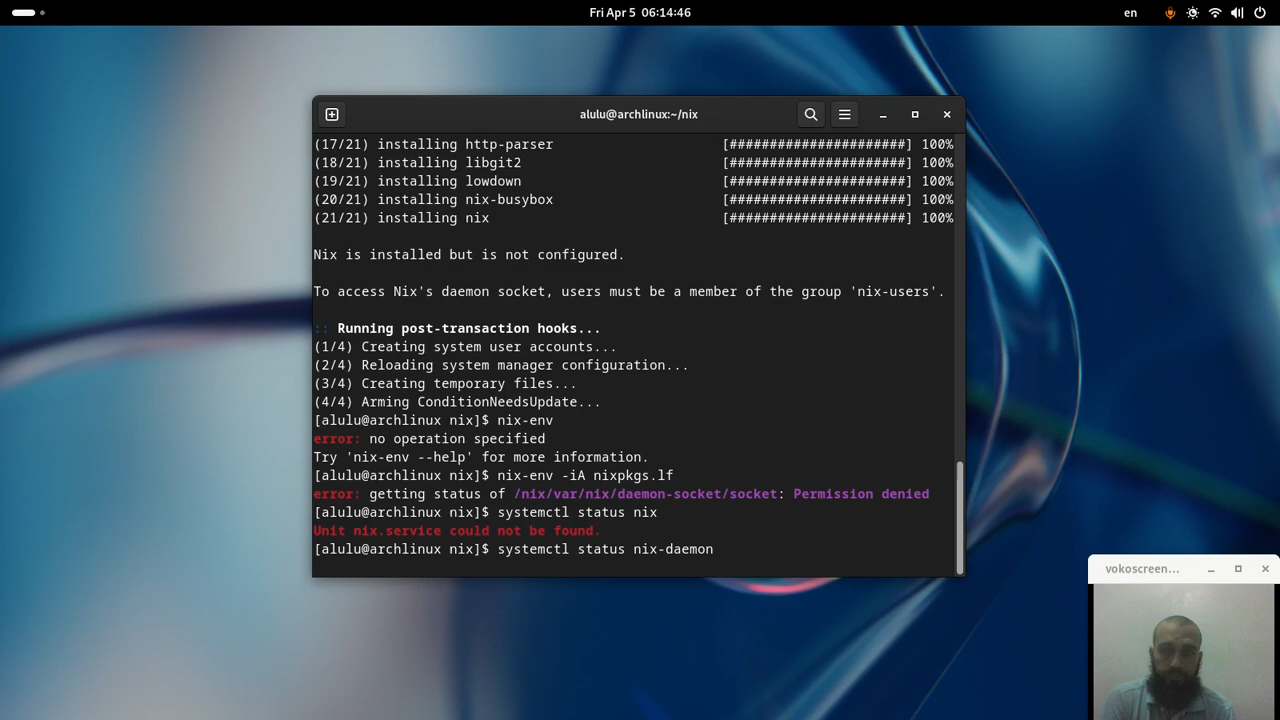 Fri Apr 5 06:14:46
en
alulu@archlinux:~/nix
(17/21) installing http-parser [######################] 100%
(18/21) installing libgit2 [######################] 100%
(19/21) installing lowdown [######################] 100%
(20/21) installing nix-busybox [######################] 100%
(21/21) installing nix [######################] 100%
Nix is installed but is not configured.
To access Nix's daemon socket, users must be a member of the group 'nix-users'.
:: Running post-transaction hooks...
(1/4) Creating system user accounts...
(2/4) Reloading system manager configuration...
(3/4) Creating temporary files...
(4/4) Arming ConditionNeedsUpdate...
[alulu@archlinux nix]$ nix-env
error: no operation specified
Try 'nix-env --help' for more information.
[alulu@archlinux nix]$ nix-env -iA nixpkgs.lf
error: getting status of /nix/var/nix/daemon-socket/socket: Permission denied
[alulu@archlinux nix]$ systemctl status nix
Unit nix.service could not be found.
[alulu@archlinux nix]$ systemctl status nix-daemon
vokoscreen...